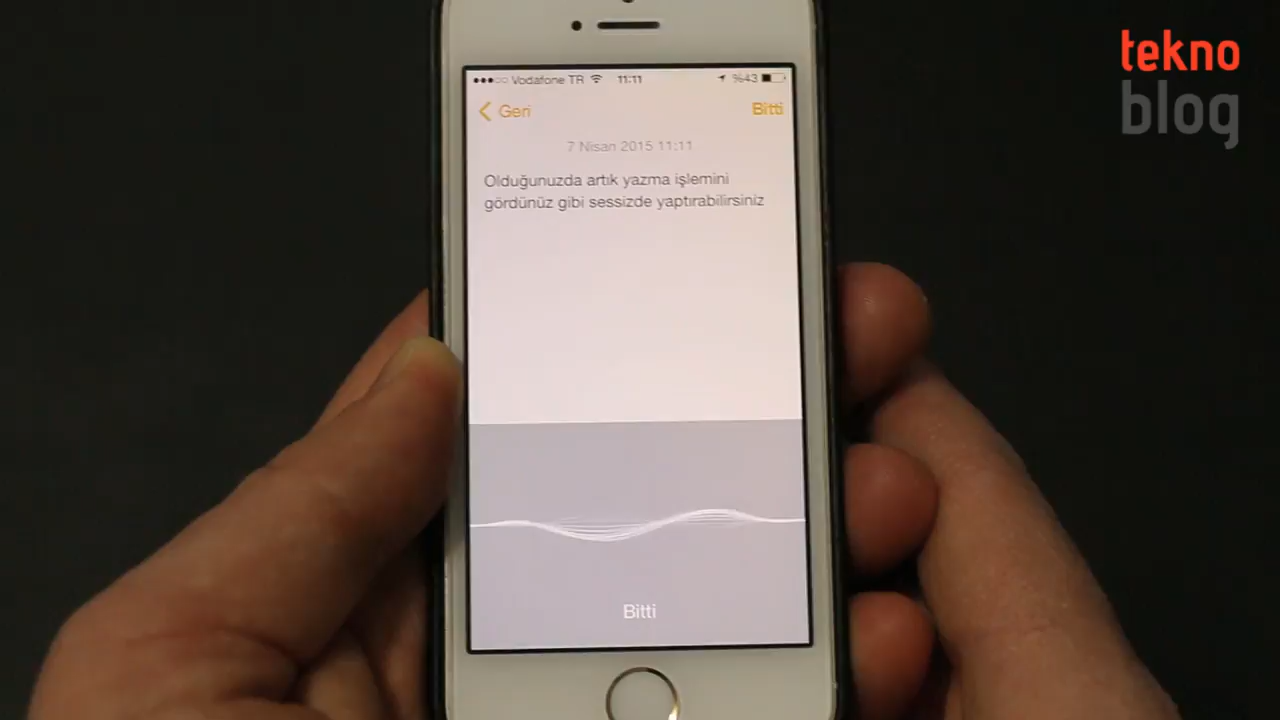 tekno
blog
Vodafone TR 11:11 %43
Geri Bitti
7 Nisan 2015 11:11
Olduğunuzda artık yazma işlemini
gördünüz gibi sessizde yaptırabilirsiniz
Bitti